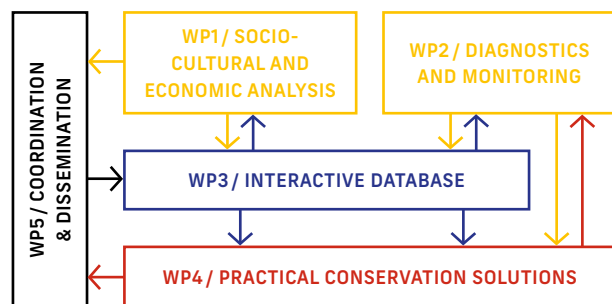 WP5 / COORDINATION
& DISSEMINATION
WP1 / SOCIO-
CULTURAL AND
ECONOMIC ANALYSIS
WP2 / DIAGNOSTICS
AND MONITORING
WP3 / INTERACTIVE DATABASE
WP4 / PRACTICAL CONSERVATION SOLUTIONS